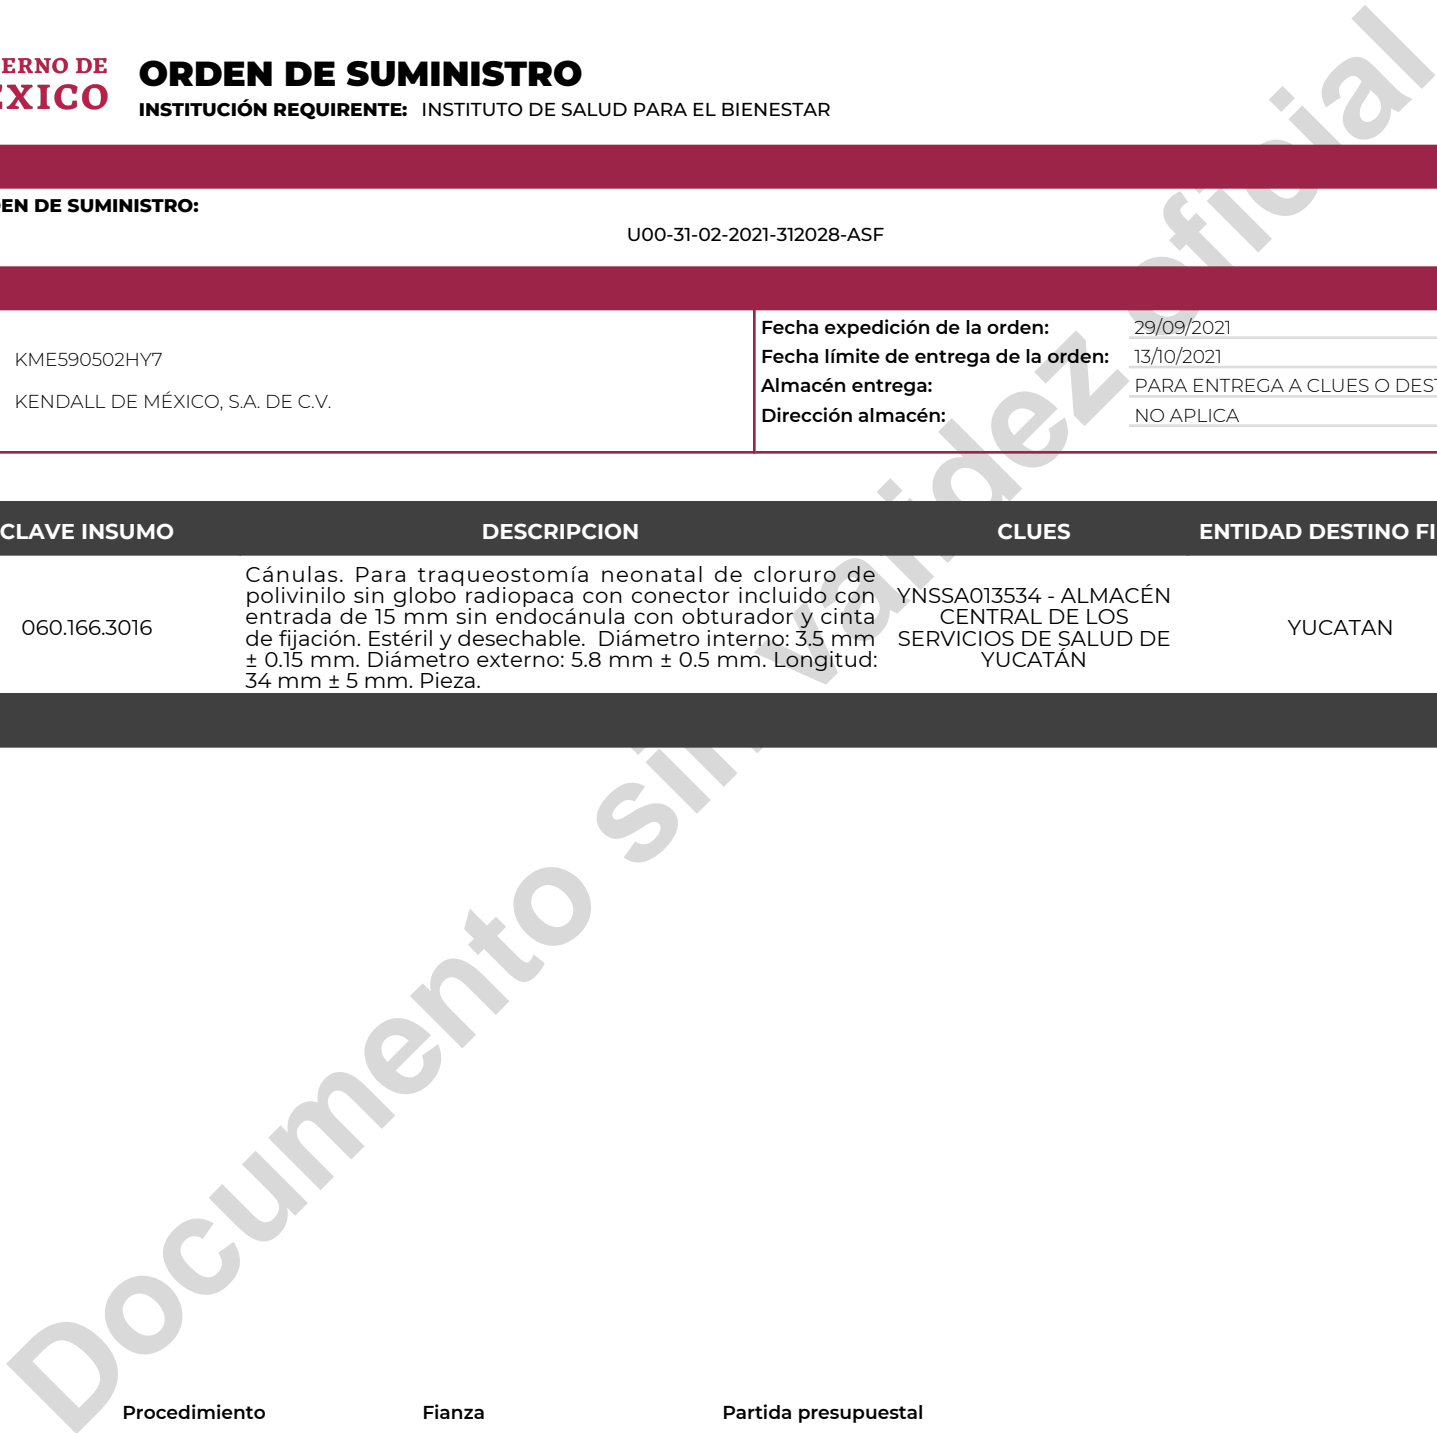 ERNO DE
ÉXICO
ORDEN DE SUMINISTRO
INSTITUCIÓN REQUIRENTE: INSTITUTO DE SALUD PARA EL BIENESTAR
EN DE SUMINISTRO:
U00-31-02-2021-312028-ASF
KME590502HY7
KENDALL DE MÉXICO, S.A. DE C.V.
Fecha expedición de la orden: 29/09/2021
Fecha límite de entrega de la orden: 13/10/2021
Almacén entrega: PARA ENTREGA A CLUES O DEST
Dirección almacén: NO APLICA
CLAVE INSUMO DESCRIPCION CLUES ENTIDAD DESTINO FI
060.166.3016
Cánulas. Para traqueostomía neonatal de cloruro de
polivinilo sin globo radiopaca con conector incluido con
entrada de 15 mm sin endocánula con obturador y cinta
de fijación. Estéril y desechable. Diámetro interno: 3.5 mm
± 0.15 mm. Diámetro externo: 5.8 mm ± 0.5 mm. Longitud:
34 mm ± 5 mm. Pieza.
YNSSA013534 - ALMACÉN
CENTRAL DE LOS
SERVICIOS DE SALUD DE
YUCATÁN
YUCATAN
Documento sin validez oficial
Procedimiento Fianza Partida presupuestal